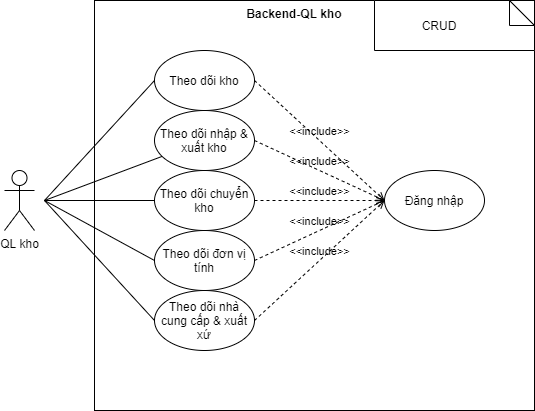 Backend-QL kho
CRUD
Theo dõi kho
Theo dõi nhập &
xuất kho
Theo dõi chuyển
kho
Theo dõi đơn vị
tính
Theo dõi nhà
cung cấp & xuất
xứ
<<include>>
<<include>>
<<include>>
<<include>>
<<include>>
Đăng nhập
QL kho